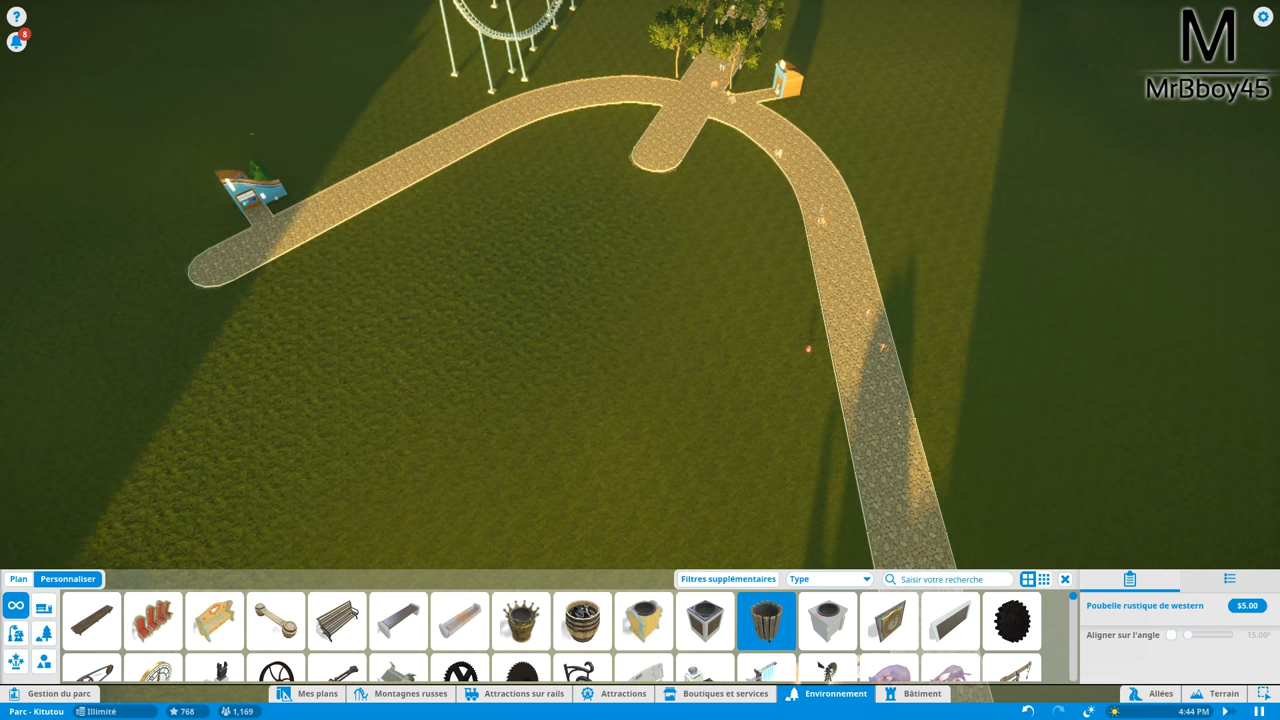 ?
8
M
MrBboy45
Plan
Personnaliser
Filtres supplémentaires
Type
Saisir votre recherche
Poubelle rustique de western
$5.00
Aligner sur l'angle
15.00°
Gestion du parc
Mes plans
Montagnes russes
Attractions sur rails
Attractions
Boutiques et services
Environnement
Bâtiment
Allées
Terrain
Parc - Kitutou
Illimité
768
1,169
4:44 PM